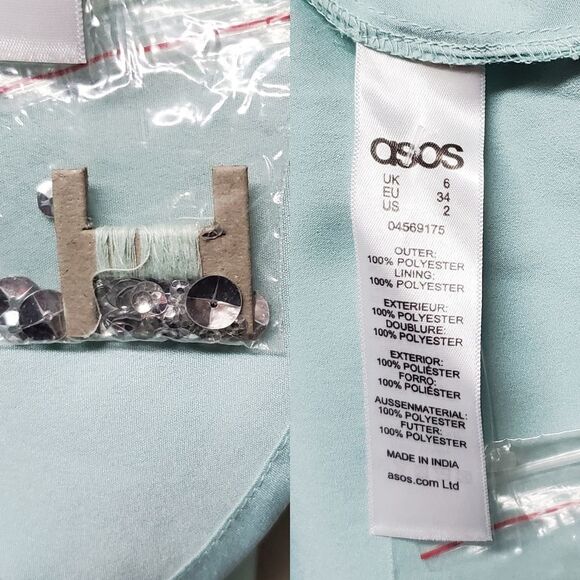 asos
UK 6
EU 34
US 2
04569175
OUTER:
100% POLYESTER
LINING:
100% POLYESTER
EXTERIEUR:
100% POLYESTER
DOUBLURE:
100% POLYESTER
EXTERIOR:
100% POLIÉSTER
FORRO:
100% POLIÉSTER
AUSSENMATERIAL:
100% POLYESTER
FUTTER:
100% POLYESTER
MADE IN INDIA
asos.com Ltd